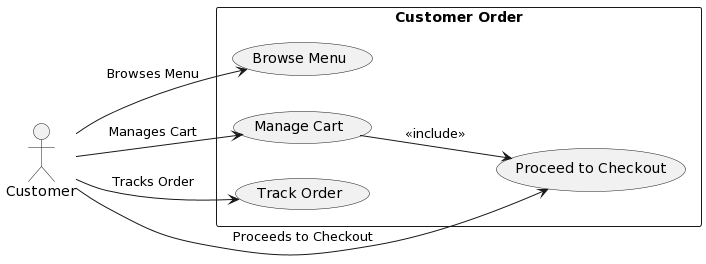 Customer Order
Browses Menu
Browse Menu
Manages Cart
Manage Cart
«include»
Proceed to Checkout
Customer
Tracks Order
Track Order
Proceeds to Checkout